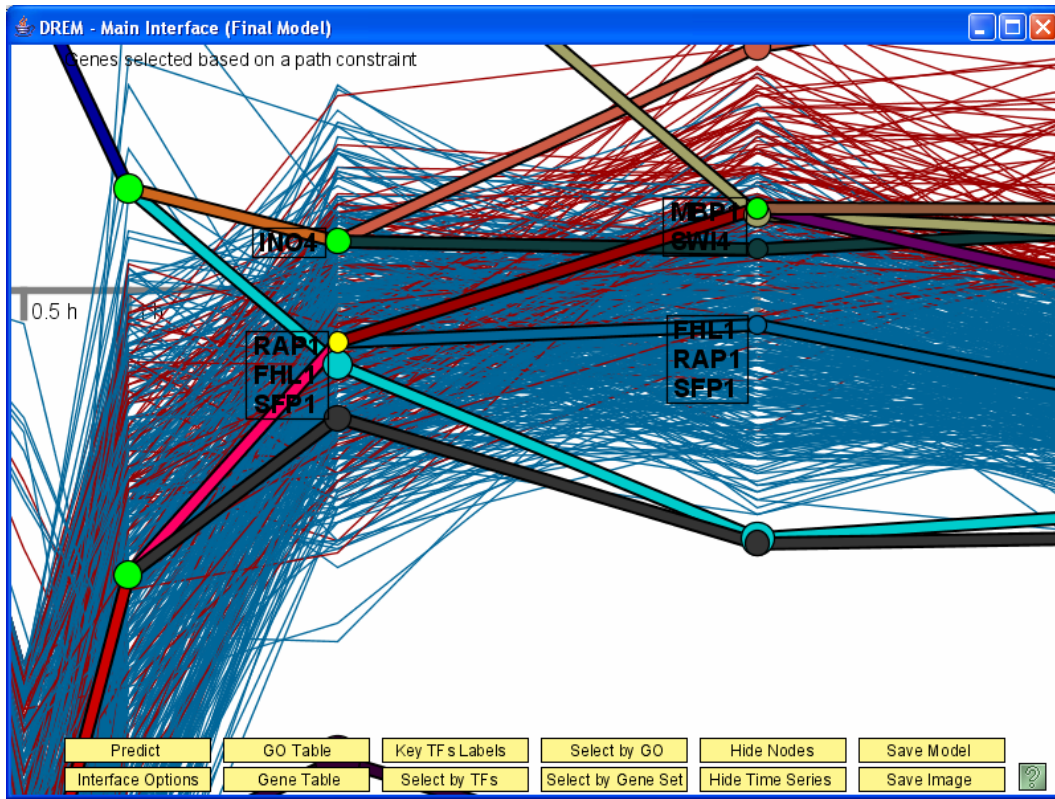 DREM - Main Interface (Final Model)
Genes selected based on a path constraint
MBP1
SWI4
INO4
0.5 h
1 h
RAP1
FHL1
SFP1
FHL1
RAP1
SFP1
Predict
GO Table
Key TFs Labels
Select by GO
Hide Nodes
Save Model
Interface Options
Gene Table
Select by TFs
Select by Gene Set
Hide Time Series
Save Image
?